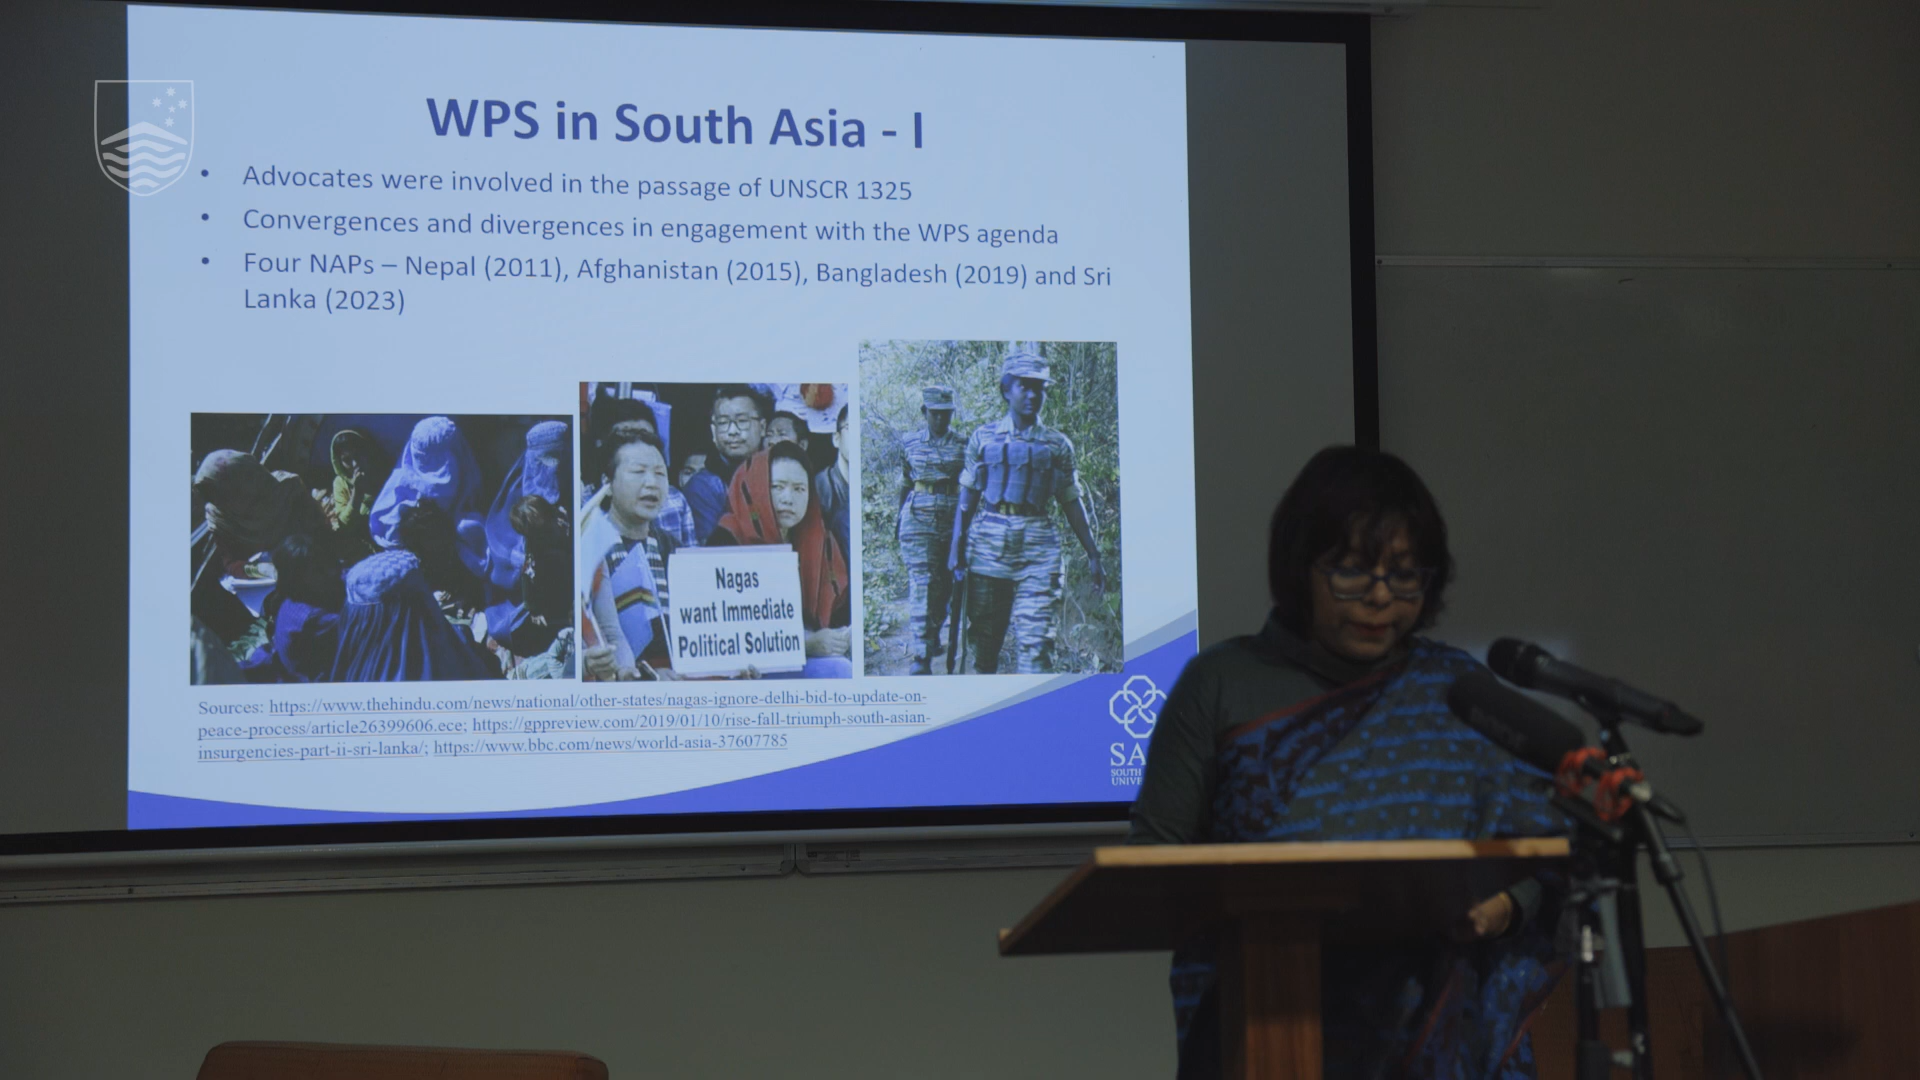 WPS in South Asia - I
• Advocates were involved in the passage of UNSCR 1325
• Convergences and divergences in engagement with the WPS agenda
• Four NAPs – Nepal (2011), Afghanistan (2015), Bangladesh (2019) and Sri
Lanka (2023)
Nagas
want Immediate
Political Solution
Sources: https://www.thehindu.com/news/national/other-states/nagas-ignore-delhi-bid-to-update-on-
peace-process/article26399606.ece; https://gppreview.com/2019/01/10/rise-fall-triumph-south-asian-
insurgencies-part-ii-sri-lanka/; https://www.bbc.com/news/world-asia-37607785
SA
SOUTH
UNIVE